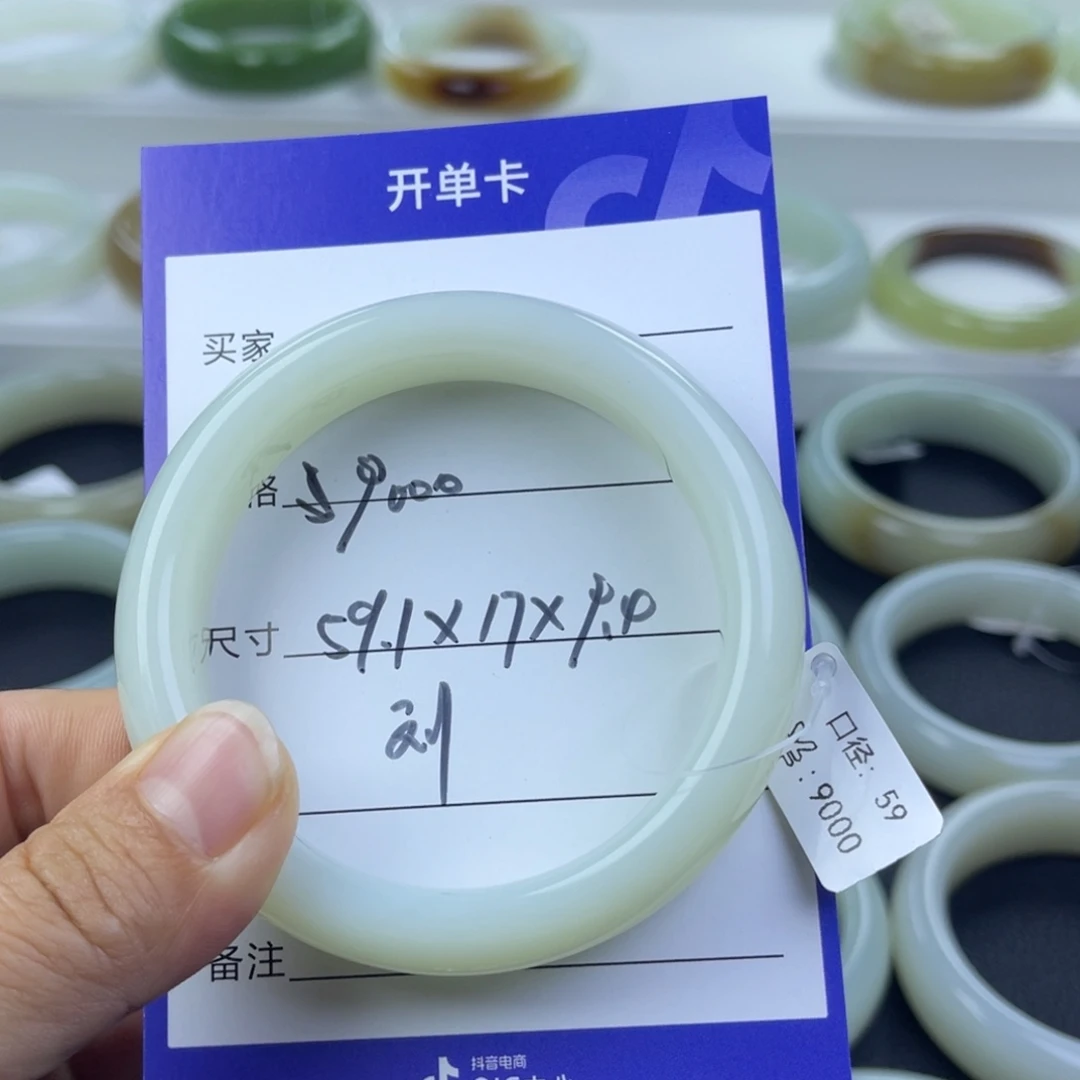 开单卡
买家
格 59000
尺寸 59.1×17×9.0
刘
备注
口径: 59
: 9000
抖音电商